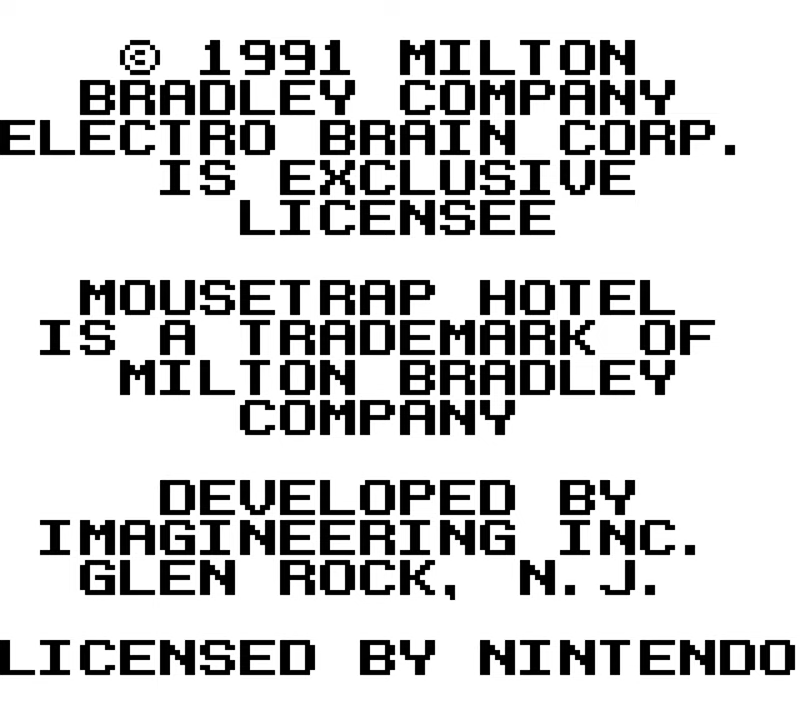 © 1991 MILTON
BRADLEY COMPANY
ELECTRO BRAIN CORP.
IS EXCLUSIVE
LICENSEE
MOUSETRAP HOTEL
IS A TRADEMARK OF
MILTON BRADLEY
COMPANY
DEVELOPED BY
IMAGINEERING INC.
GLEN ROCK, N.J.
LICENSED BY NINTENDO